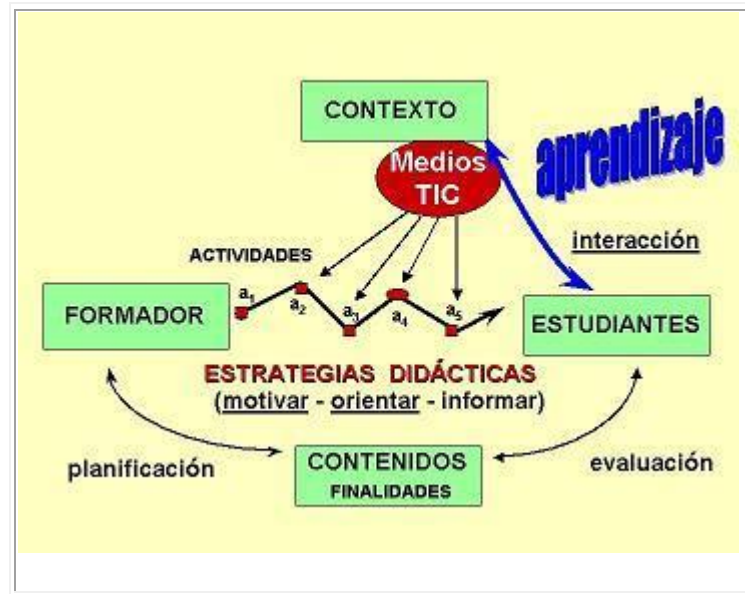 CONTEXTO
aprendizaje
Medios
TIC
interacción
ACTIVIDADES
a1
a2
a3
a4
a5
FORMADOR
ESTUDIANTES
ESTRATEGIAS DIDÁCTICAS
(motivar - orientar - informar)
planificación
CONTENIDOS
FINALIDADES
evaluación